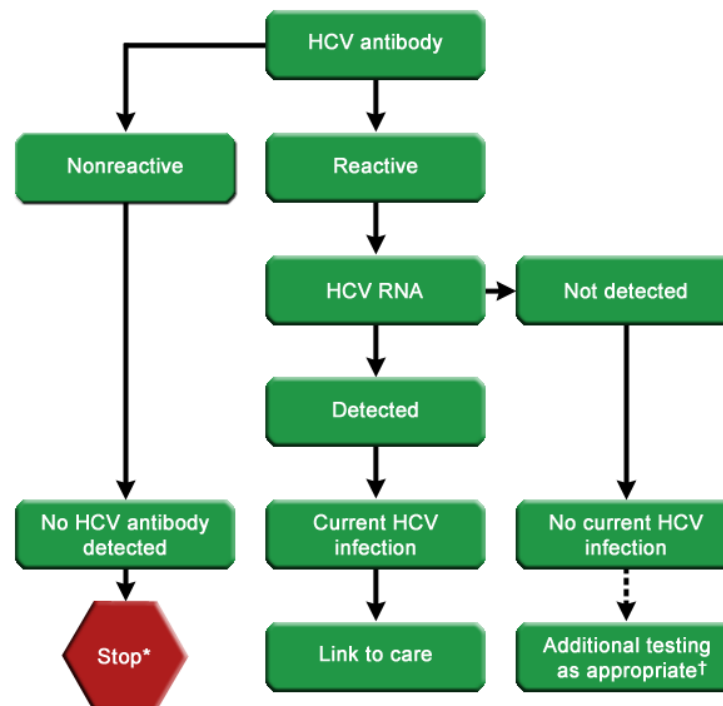 HCV antibody
Nonreactive
Reactive
HCV RNA
Not detected
Detected
No HCV antibody
detected
Current HCV
infection
No current HCV
infection
Stop*
Link to care
Additional testing
as appropriate†